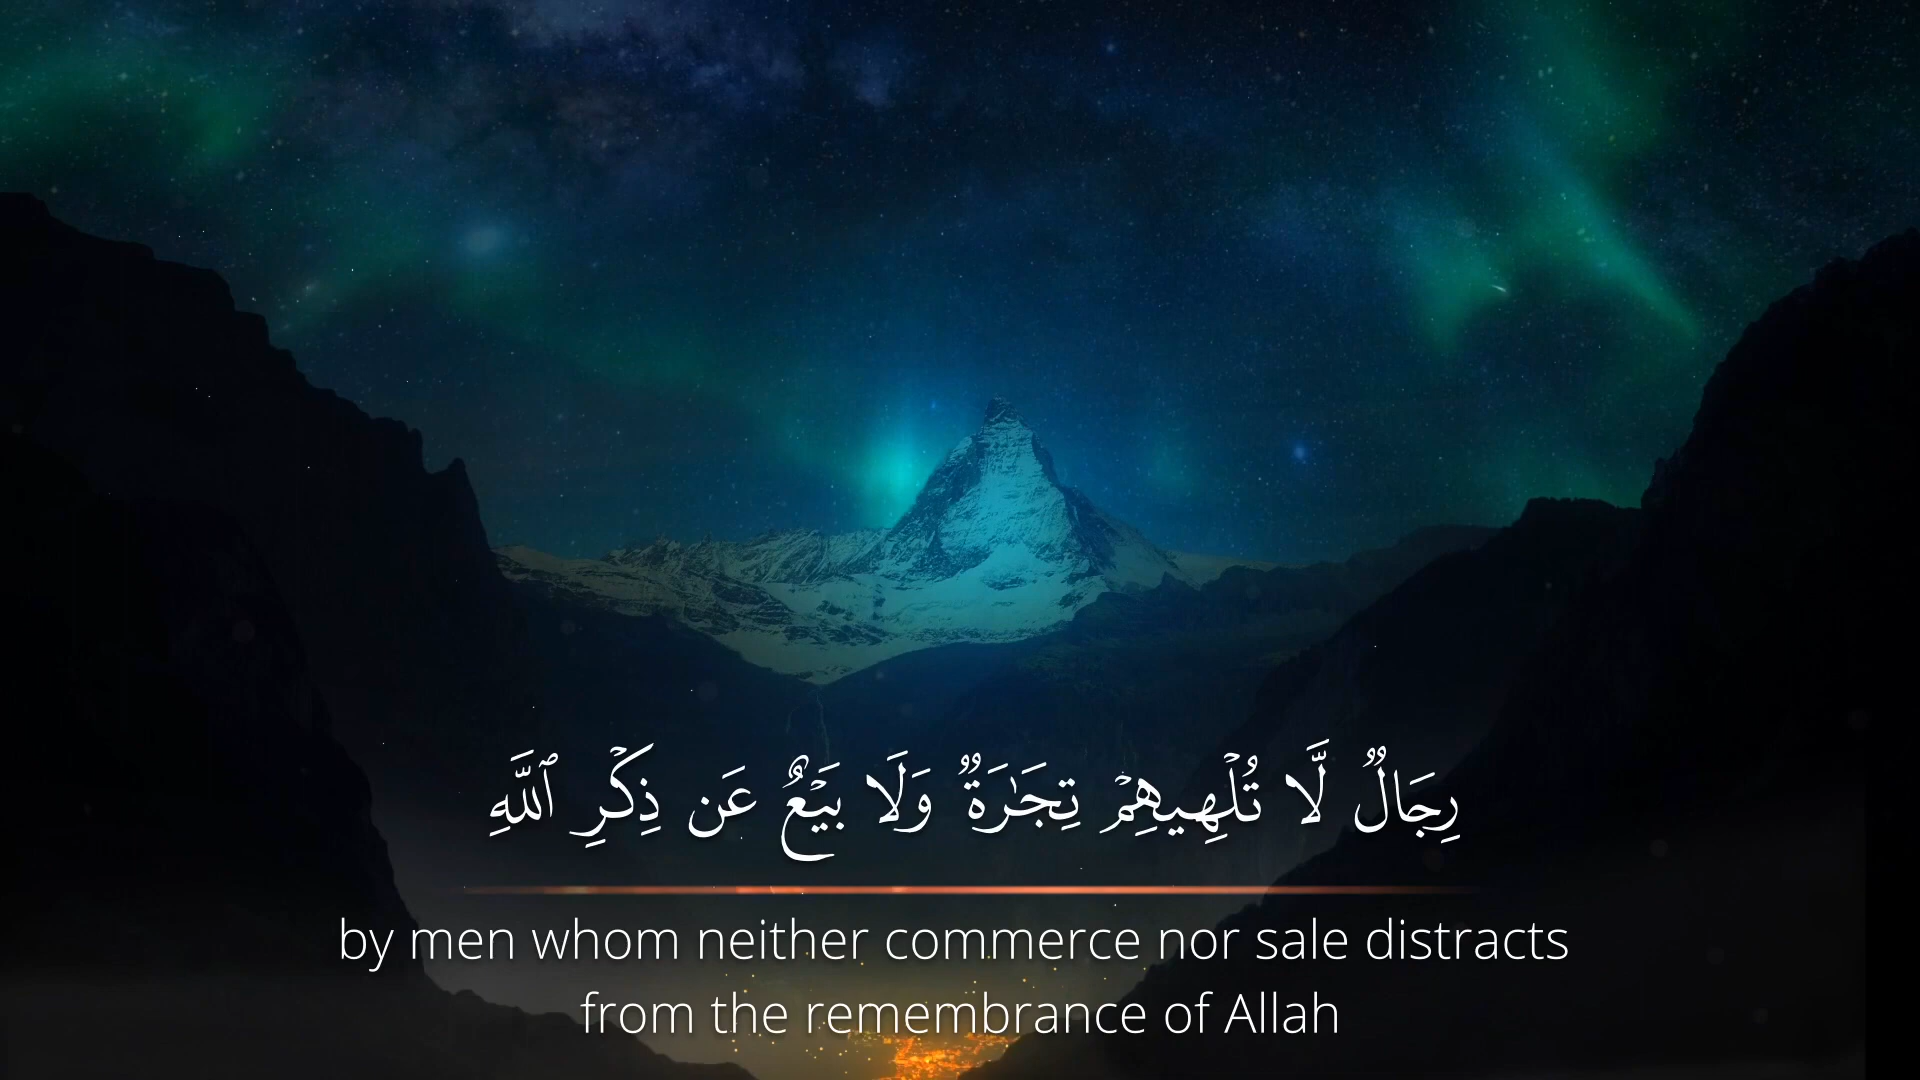 رِجَالٌ لَّا تُلْهِيهِمْ تِجَـٰرَةٌ وَلَا بَيْعٌ عَن ذِكْرِ ٱللَّهِ
by men whom neither commerce nor sale distracts
from the remembrance of Allah